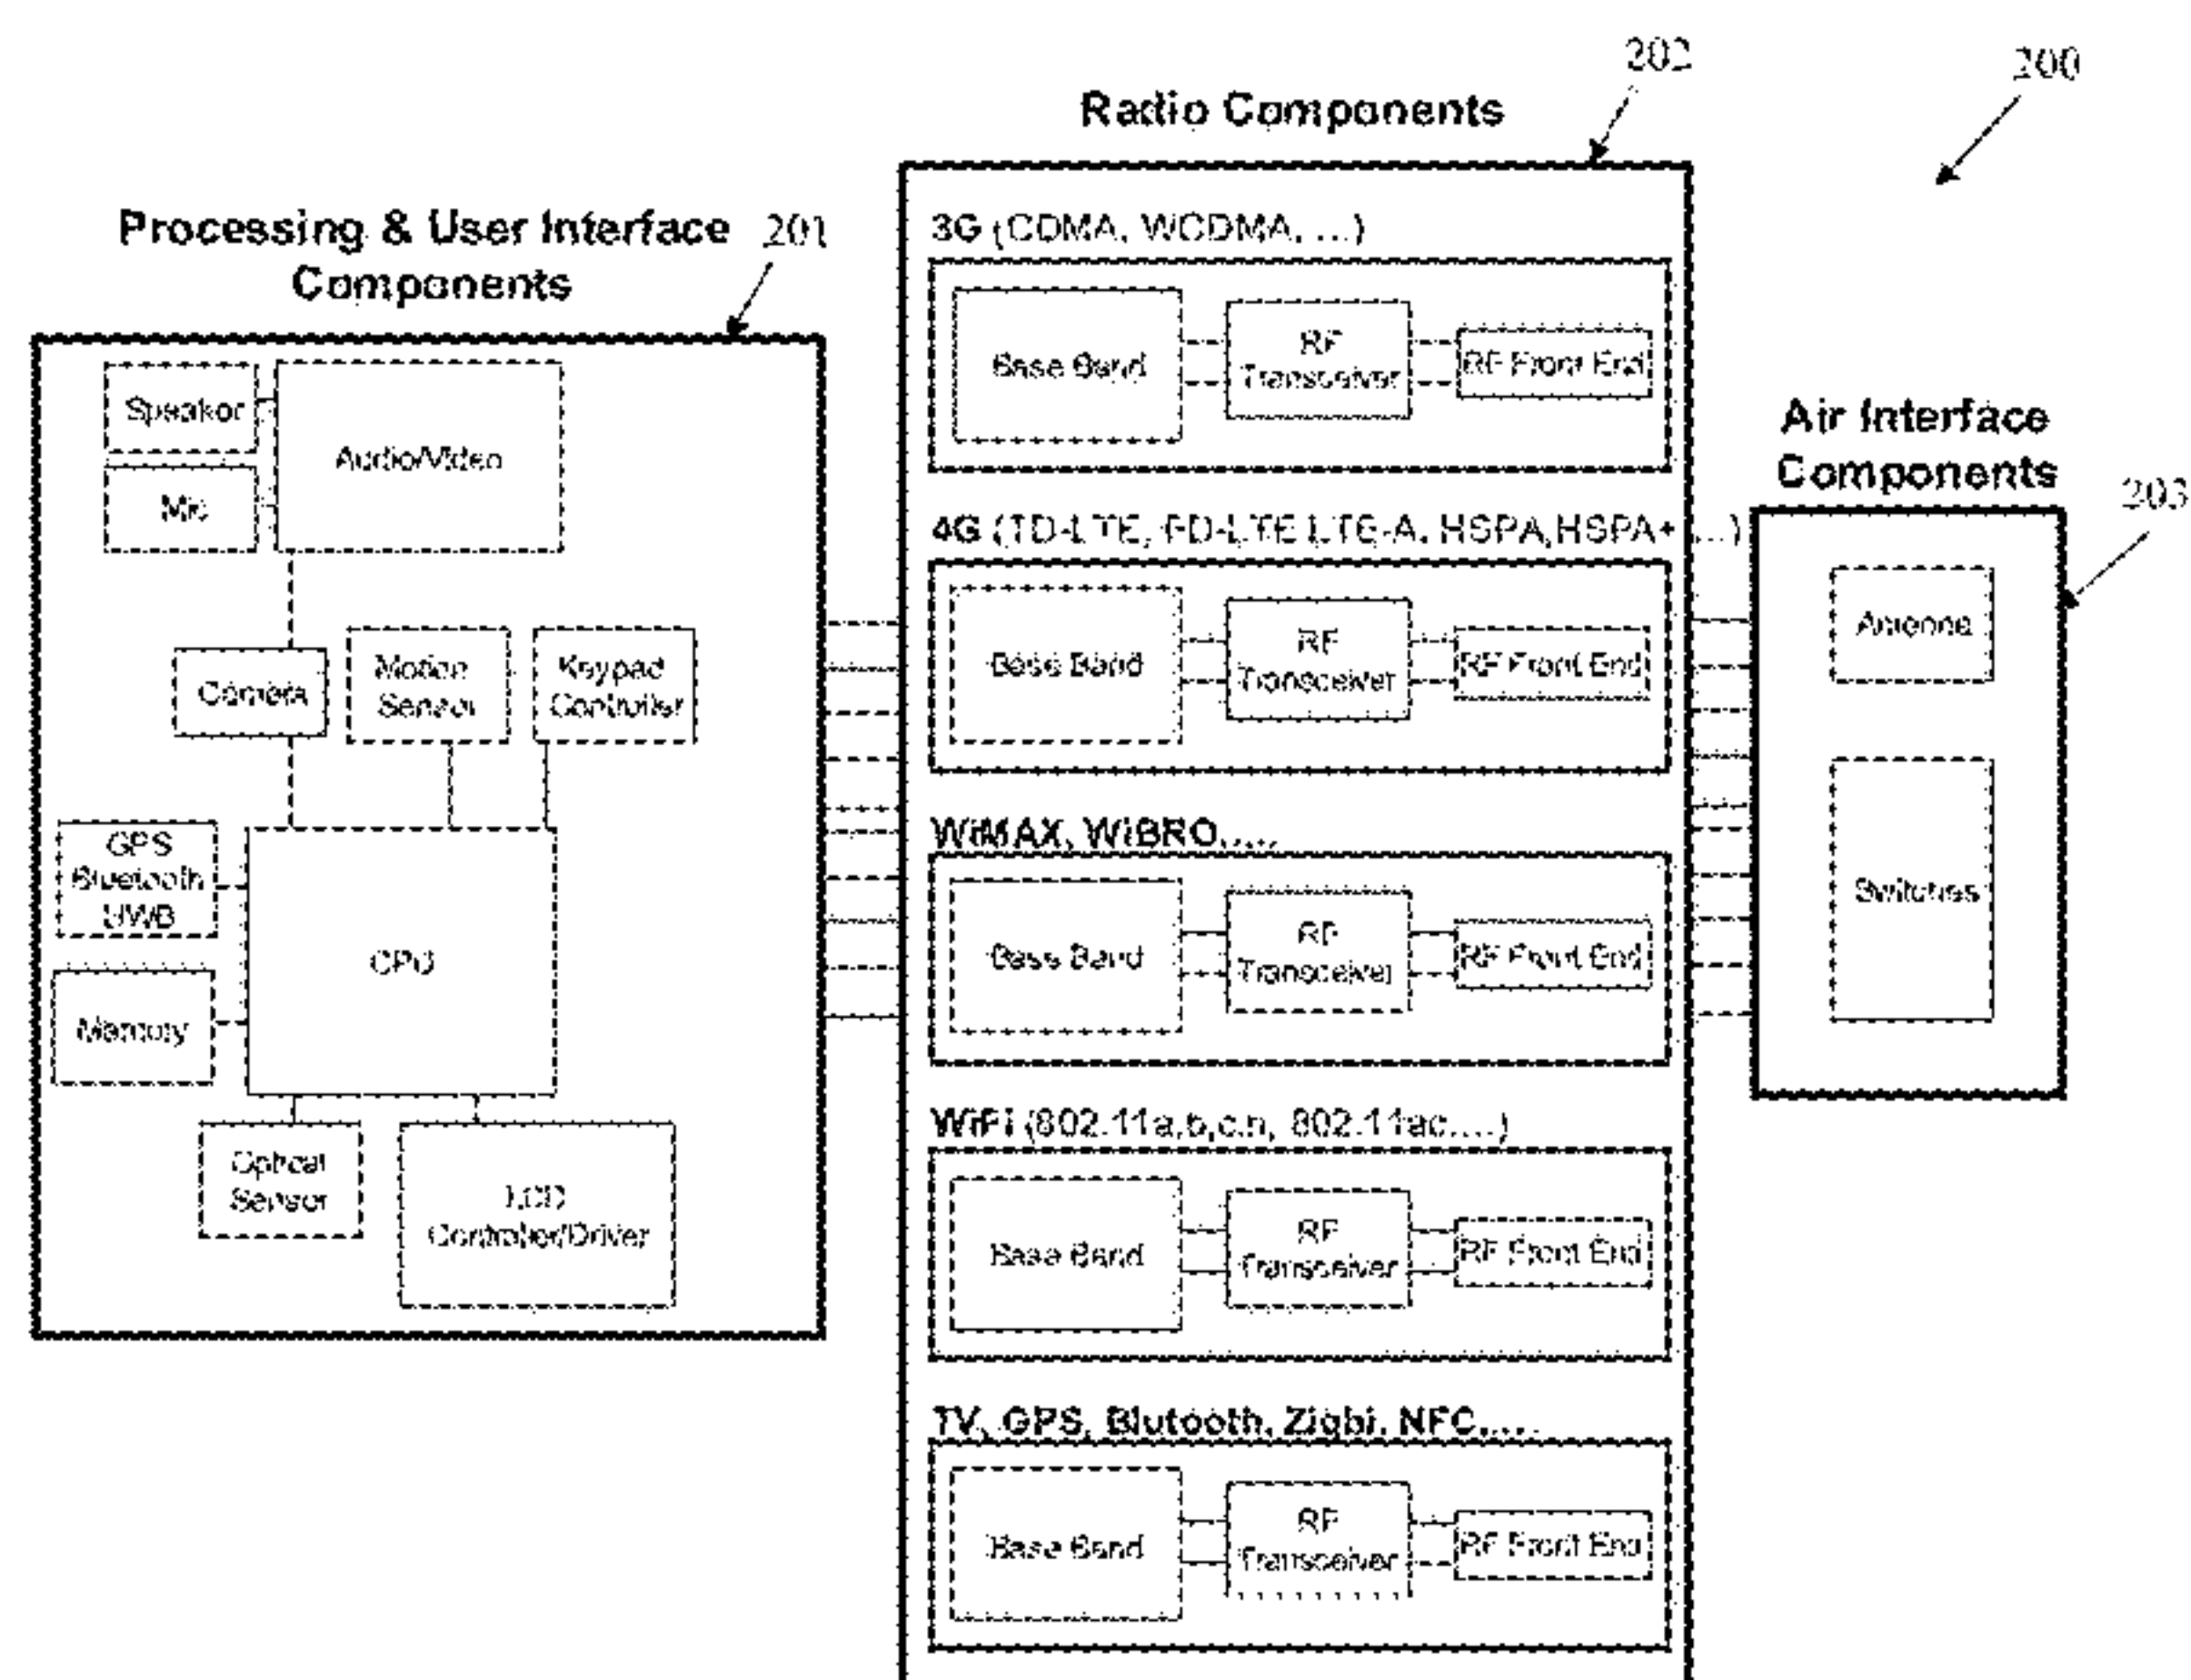 202
200
Radio Components
Processing & User Interface
Components
201
3G (CDMA, WCDMA, ...)
Base Band
RF
Transceiver
RF Front End
Speaker
Audio/Video
Mic
Air Interface
Components
203
4G (TD-LTE, FD-LTE LTE-A, HSPA,HSPA+ ...)
Base Band
RF
Transceiver
RF Front End
Antenna
Camera
Motion
Sensor
Keypad
Controller
WiMAX, WiBRO.....
GPS
Bluetooth
UWB
CPU
Base Band
RF
Transceiver
RF Front End
Switches
Memory
WiFi (802.11a,b,c,n, 802.11ac....)
Optical
Sensor
LCD
Controller/Driver
Base Band
RF
Transceiver
RF Front End
TV, GPS, Blutooth, Zigbi, NFC,....
Base Band
RF
Transceiver
RF Front End